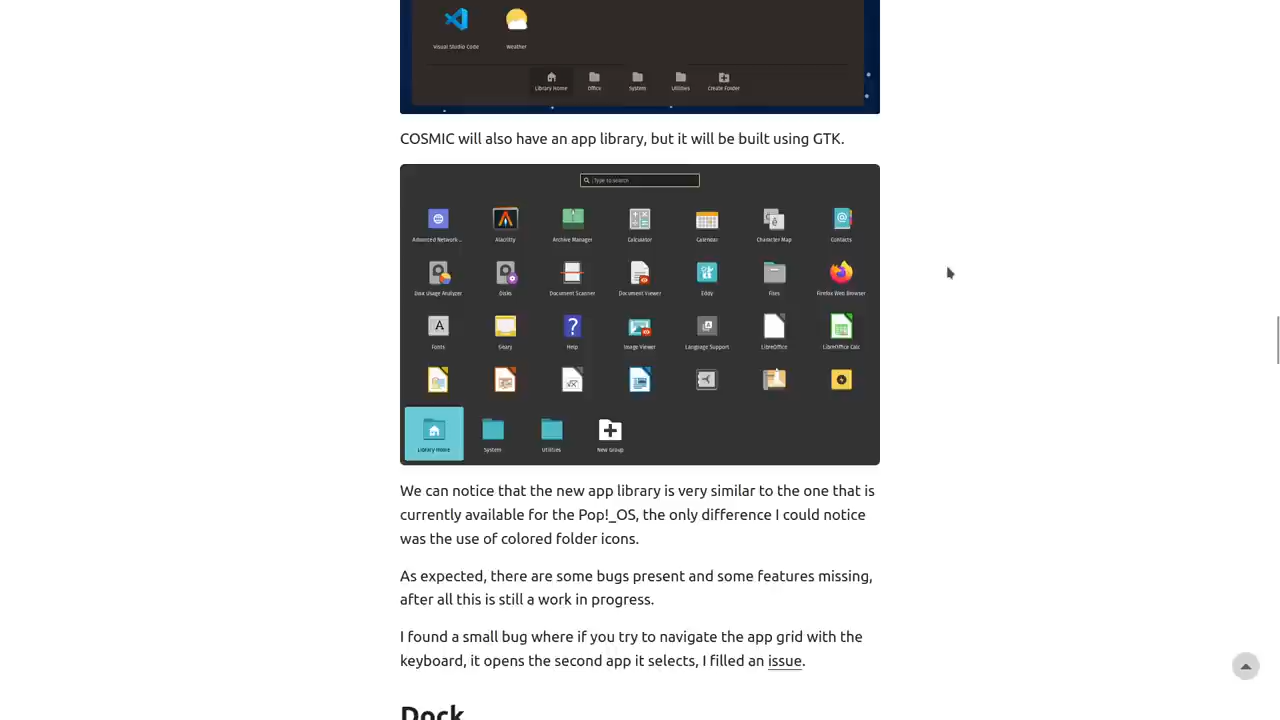 Visual Studio Code Weather
Library Home Office System Utilities Create Folder
COSMIC will also have an app library, but it will be built using GTK.
Type to search
Advanced Network... Alacritty Archive Manager Calculator Calendar Character Map Contacts
Disk Usage Analyzer Disks Document Scanner Document Viewer Eddy Files Firefox Web Browser
Fonts Geary Help Image Viewer Language Support LibreOffice LibreOffice Calc
Library Home System Utilities New Group
We can notice that the new app library is very similar to the one that is
currently available for the Pop!_OS, the only difference I could notice
was the use of colored folder icons.
As expected, there are some bugs present and some features missing,
after all this is still a work in progress.
I found a small bug where if you try to navigate the app grid with the
keyboard, it opens the second app it selects, I filled an issue.
Dock